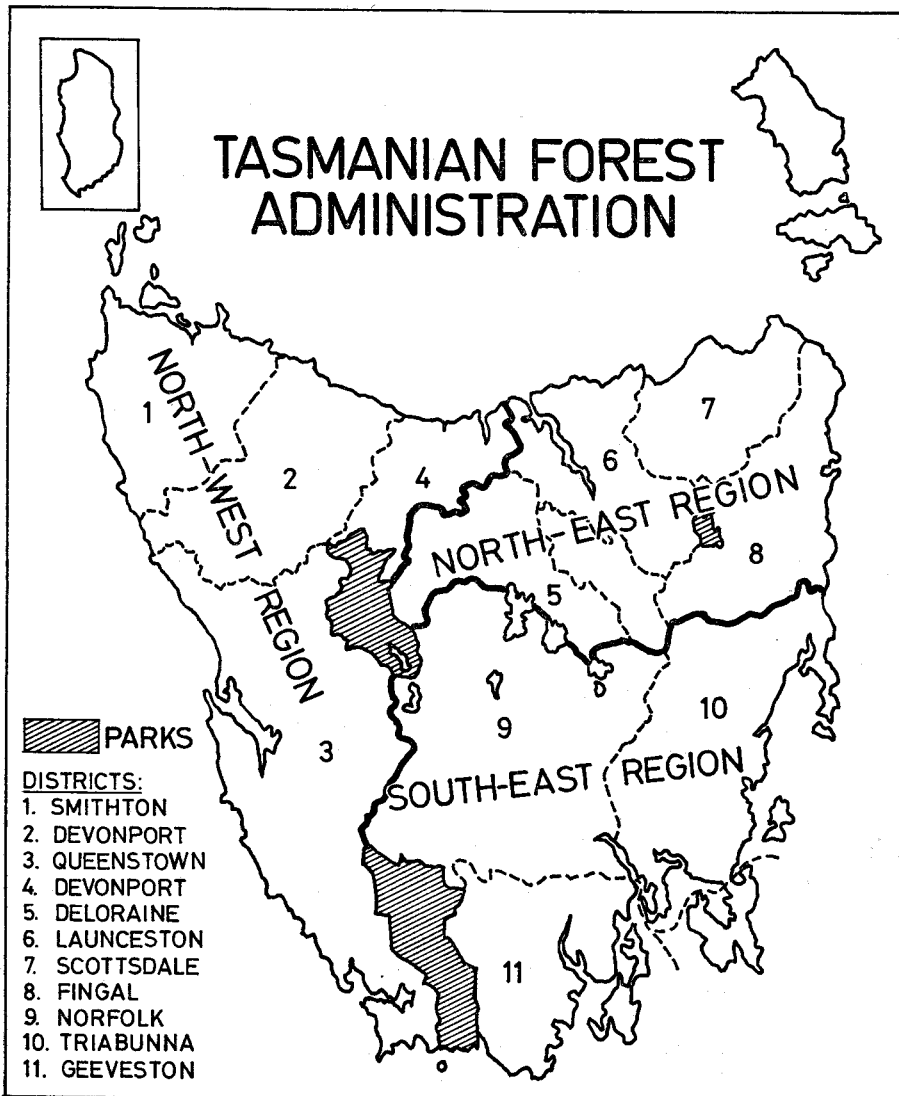 TASMANIAN FOREST
ADMINISTRATION
NORTH-WEST
REGION
NORTH-EAST REGION
SOUTH-EAST REGION
1
2
3
4
5
6
7
8
9
10
11
PARKS
DISTRICTS:
1. SMITHTON
2. DEVONPORT
3. QUEENSTOWN
4. DEVONPORT
5. DELORAINE
6. LAUNCESTON
7. SCOTTSDALE
8. FINGAL
9. NORFOLK
10. TRIABUNNA
11. GEEVESTON